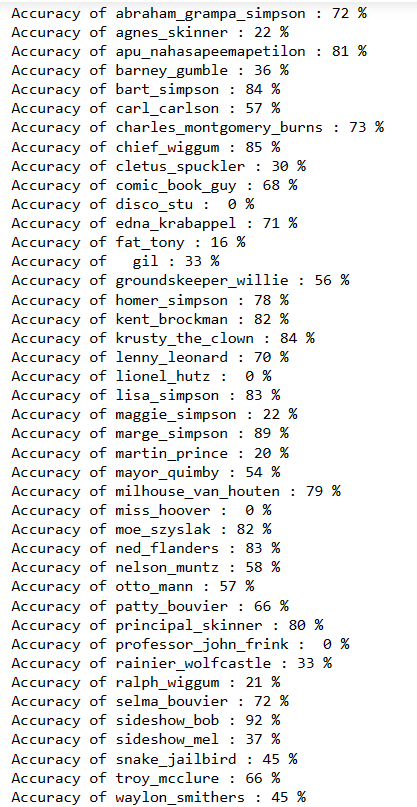 Accuracy of abraham_grampa_simpson : 72 %
Accuracy of agnes_skinner : 22 %
Accuracy of apu_nahasapeemapetilon : 81 %
Accuracy of barney_gumble : 36 %
Accuracy of bart_simpson : 84 %
Accuracy of carl_carlson : 57 %
Accuracy of charles_montgomery_burns : 73 %
Accuracy of chief_wiggum : 85 %
Accuracy of cletus_spuckler : 30 %
Accuracy of comic_book_guy : 68 %
Accuracy of disco_stu :  0 %
Accuracy of edna_krabappel : 71 %
Accuracy of fat_tony : 16 %
Accuracy of   gil : 33 %
Accuracy of groundskeeper_willie : 56 %
Accuracy of homer_simpson : 78 %
Accuracy of kent_brockman : 82 %
Accuracy of krusty_the_clown : 84 %
Accuracy of lenny_leonard : 70 %
Accuracy of lionel_hutz :  0 %
Accuracy of lisa_simpson : 83 %
Accuracy of maggie_simpson : 22 %
Accuracy of marge_simpson : 89 %
Accuracy of martin_prince : 20 %
Accuracy of mayor_quimby : 54 %
Accuracy of milhouse_van_houten : 79 %
Accuracy of miss_hoover :  0 %
Accuracy of moe_szyslak : 82 %
Accuracy of ned_flanders : 83 %
Accuracy of nelson_muntz : 58 %
Accuracy of otto_mann : 57 %
Accuracy of patty_bouvier : 66 %
Accuracy of principal_skinner : 80 %
Accuracy of professor_john_frink :  0 %
Accuracy of rainier_wolfcastle : 33 %
Accuracy of ralph_wiggum : 21 %
Accuracy of selma_bouvier : 72 %
Accuracy of sideshow_bob : 92 %
Accuracy of sideshow_mel : 37 %
Accuracy of snake_jailbird : 45 %
Accuracy of troy_mcclure : 66 %
Accuracy of waylon_smithers : 45 %